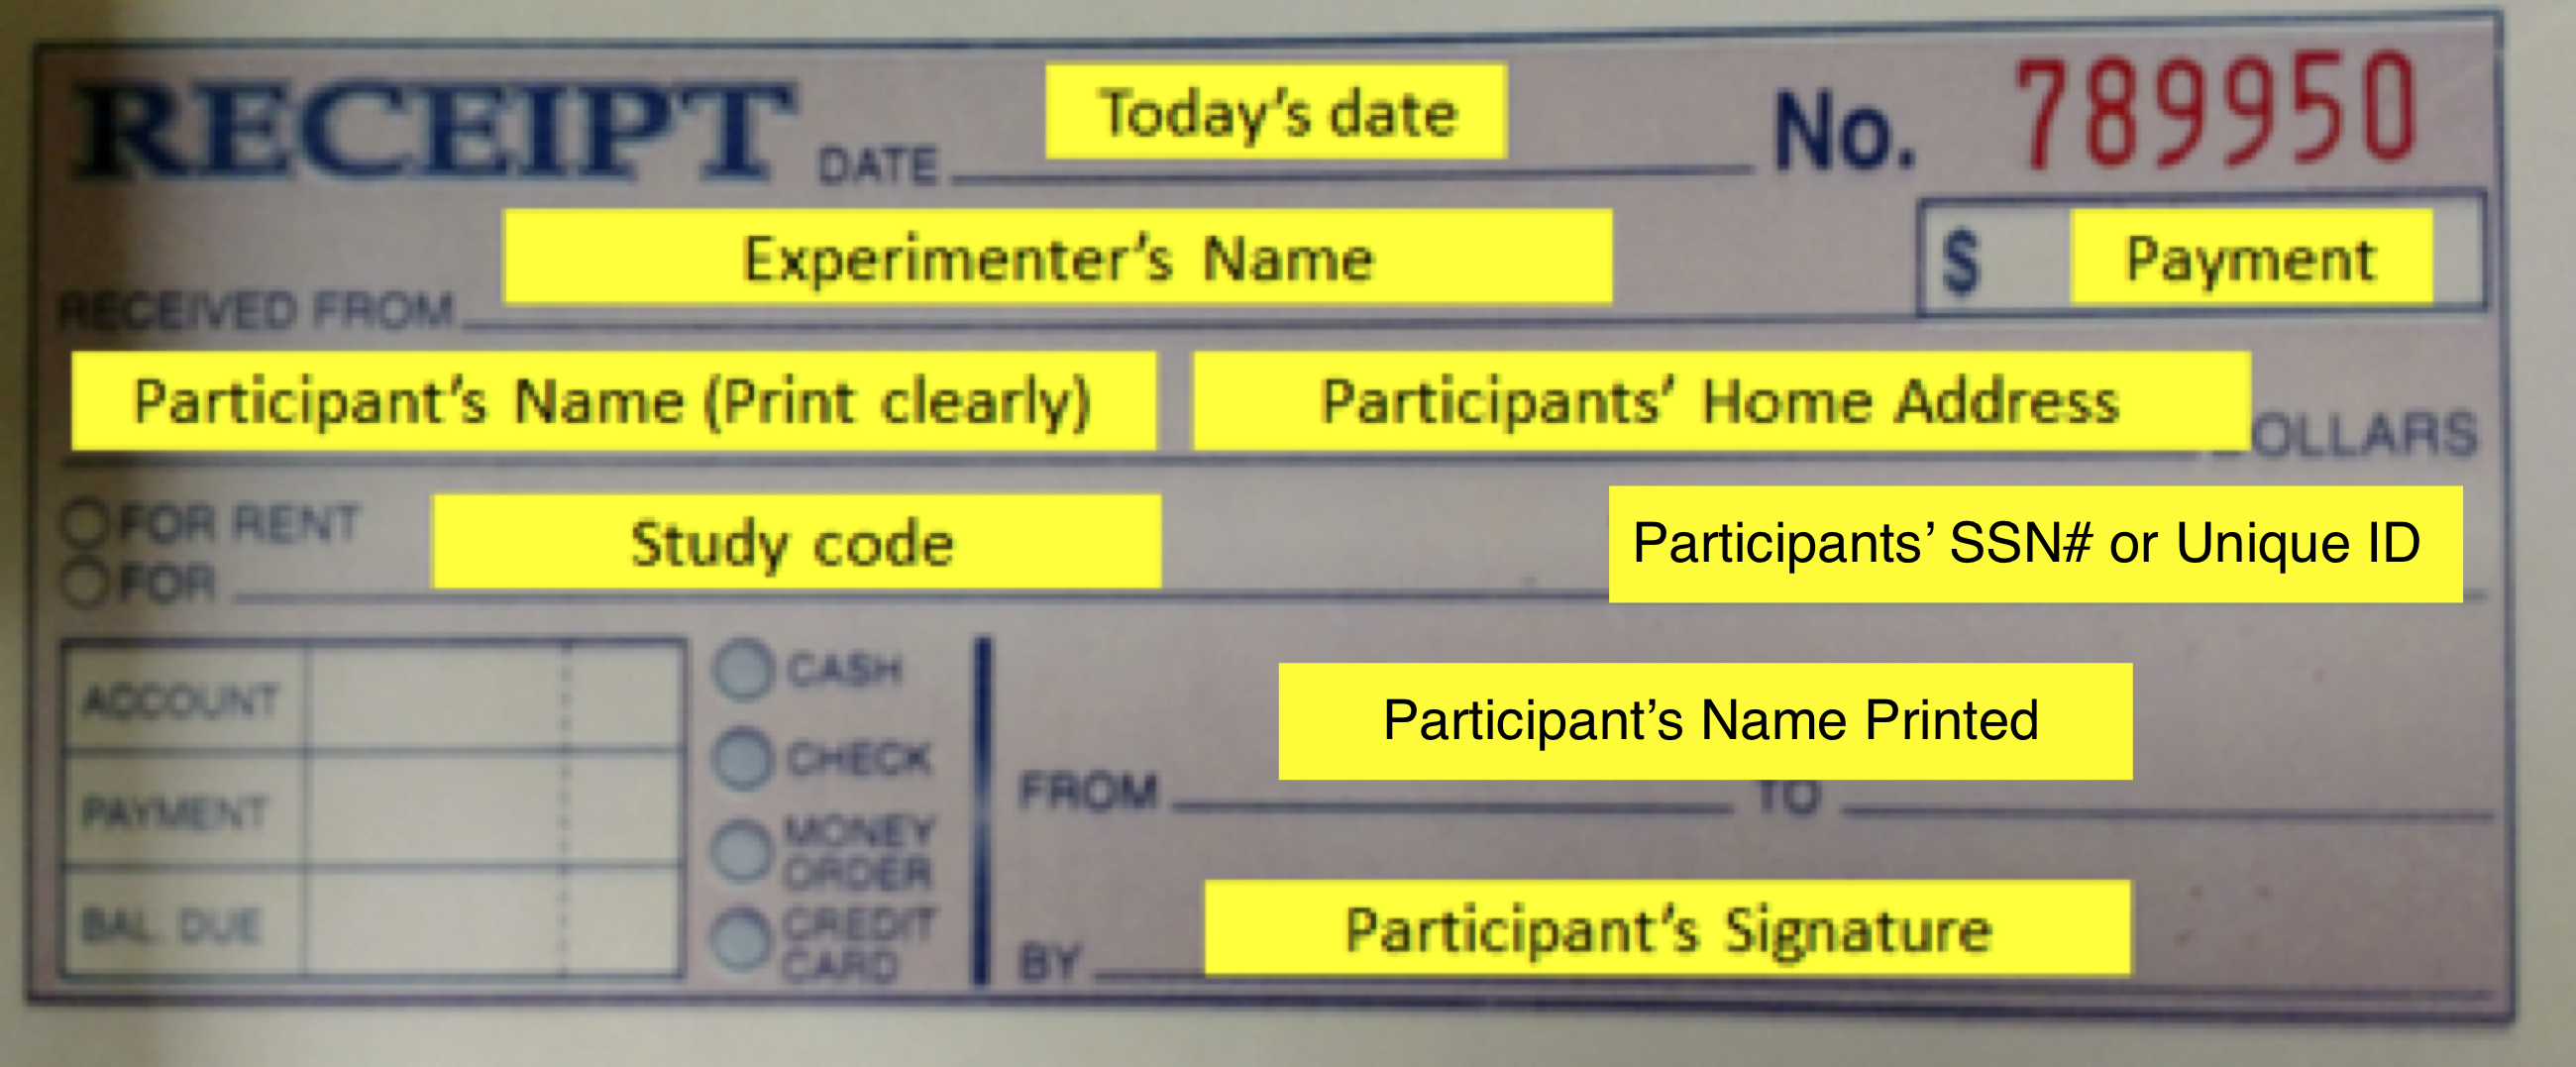 RECEIPT DATE Today's date No. 789950
RECEIVED FROM Experimenter's Name $ Payment
Participant's Name (Print clearly) Participants' Home Address OLLARS
FOR RENT
FOR Study code Participants' SSN# or Unique ID
ACCOUNT
PAYMENT
BAL. DUE
CASH
CHECK
MONEY
ORDER
CREDIT
CARD
Participant's Name Printed
FROM TO
BY Participant's Signature